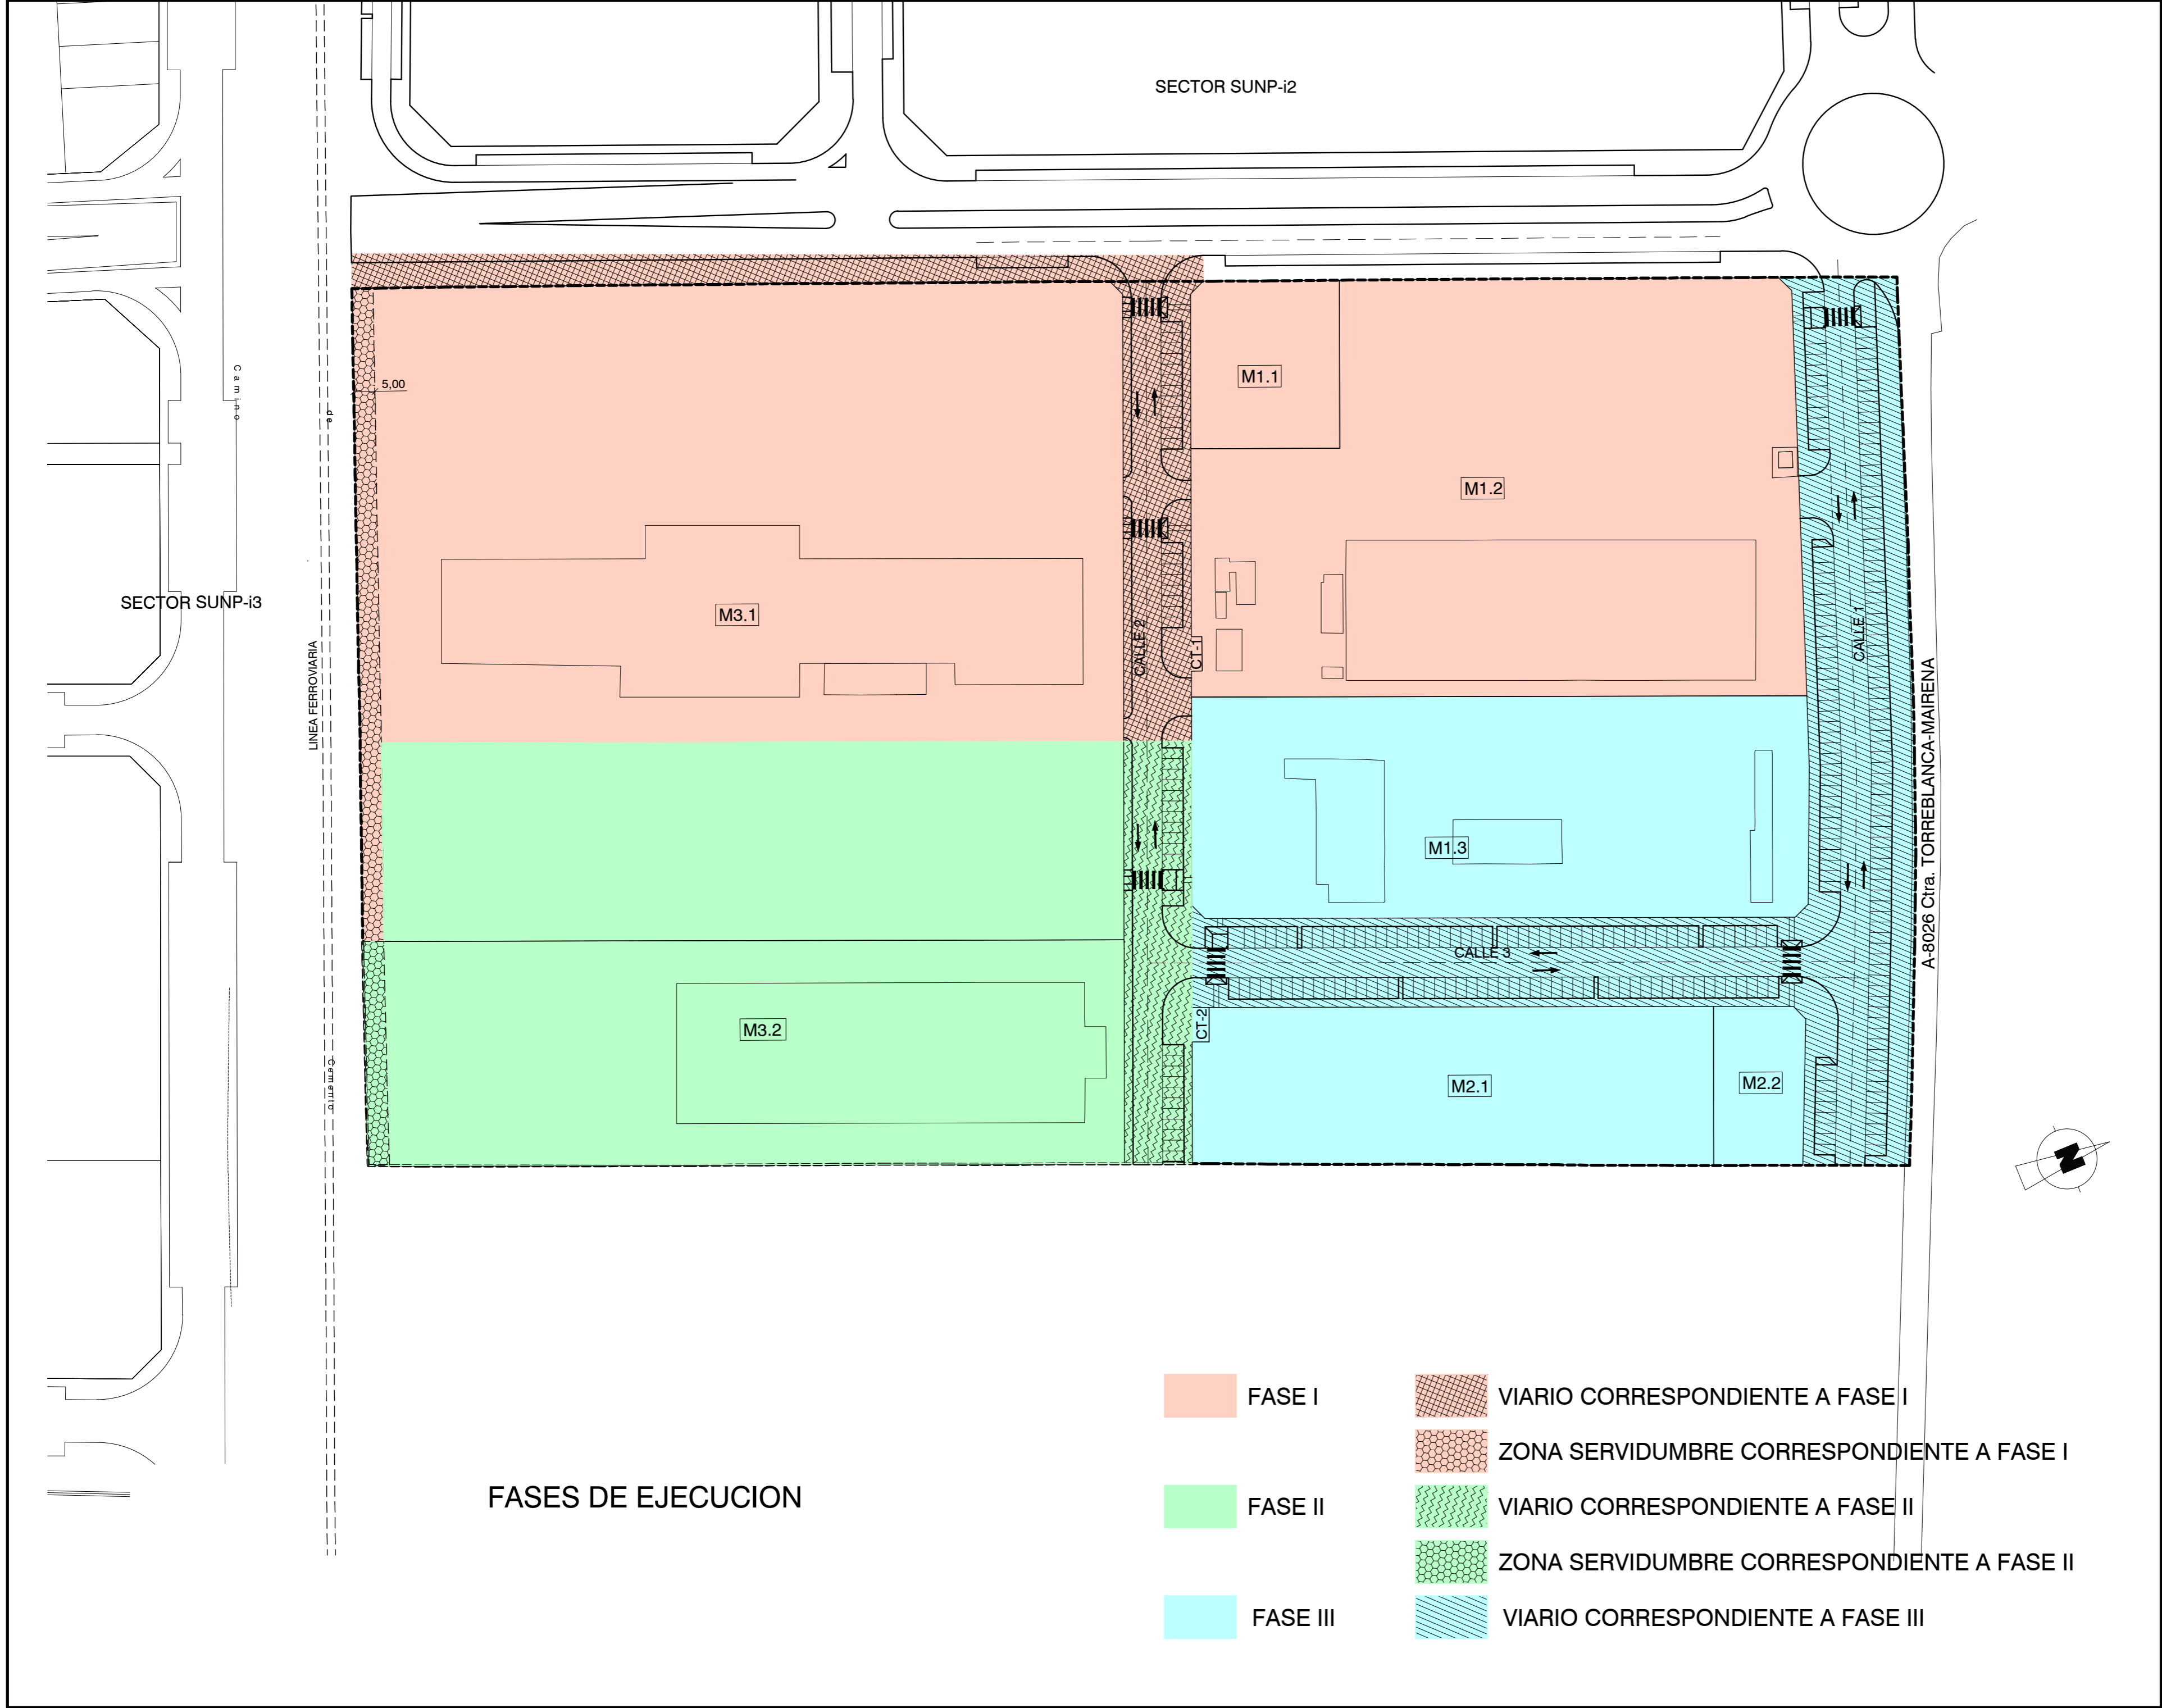 SECTOR SUNP-i2
Camino
5,00
de
M1.1
M1.2
SECTOR SUNP-i3
M3.1
CALLE 2
CT-1
CALLE 1
LINEA FERROVIARIA
A-8026 Ctra. TORREBLANCA-MAIRENA
M1.3
CALLE 3
CT-2
M3.2
M2.1
M2.2
N
FASE I
VIARIO CORRESPONDIENTE A FASE I
ZONA SERVIDUMBRE CORRESPONDIENTE A FASE I
FASES DE EJECUCION
FASE II
VIARIO CORRESPONDIENTE A FASE II
ZONA SERVIDUMBRE CORRESPONDIENTE A FASE II
FASE III
VIARIO CORRESPONDIENTE A FASE III